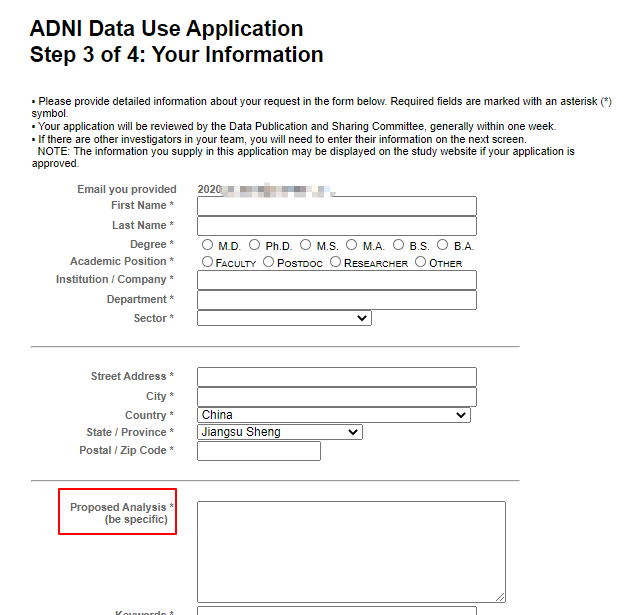 ADNI Data Use Application
Step 3 of 4: Your Information
▪ Please provide detailed information about your request in the form below. Required fields are marked with an asterisk (*)
symbol.
▪ Your application will be reviewed by the Data Publication and Sharing Committee, generally within one week.
▪ If there are other investigators in your team, you will need to enter their information on the next screen.
NOTE: The information you supply in this application may be displayed on the study website if your application is
approved.
Email you provided 2020
First Name *
Last Name *
Degree * M.D. Ph.D. M.S. M.A. B.S. B.A.
Academic Position * FACULTY POSTDOC RESEARCHER OTHER
Institution / Company *
Department *
Sector *
Street Address *
City *
Country * China
State / Province * Jiangsu Sheng
Postal / Zip Code *
Proposed Analysis *
(be specific)
Keywords *